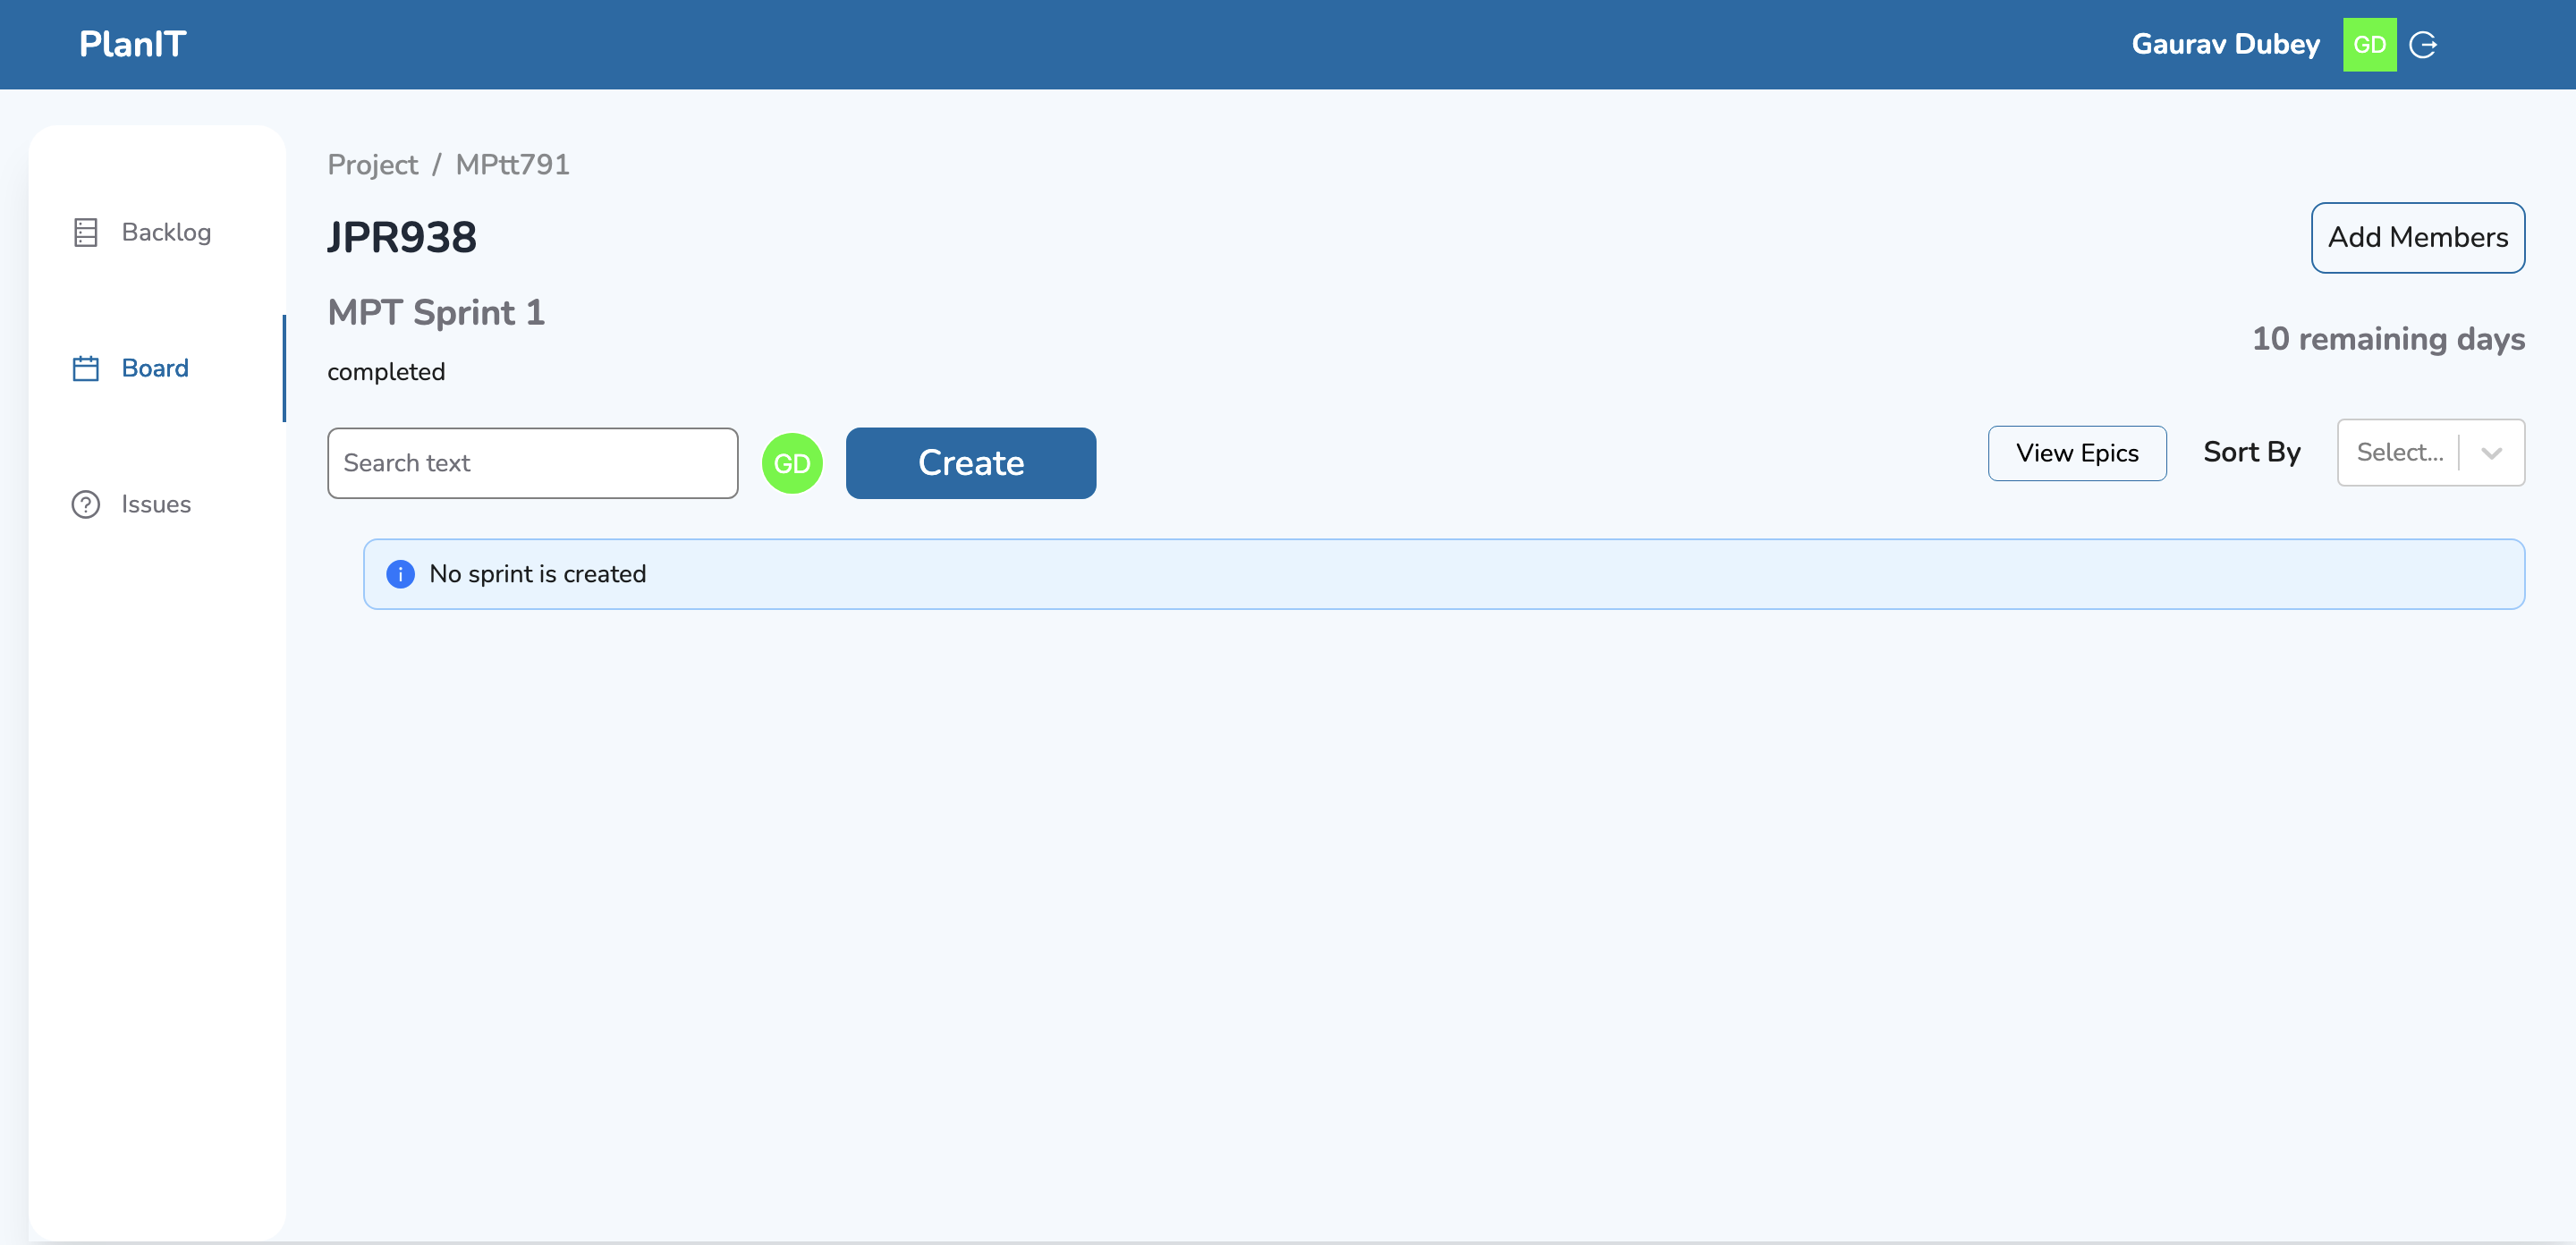 PlanIT
Gaurav Dubey GD
Backlog
Board
Issues
Project / MPtt791
JPR938
Add Members
MPT Sprint 1
10 remaining days
completed
Search text
GD
Create
View Epics
Sort By
Select...
No sprint is created